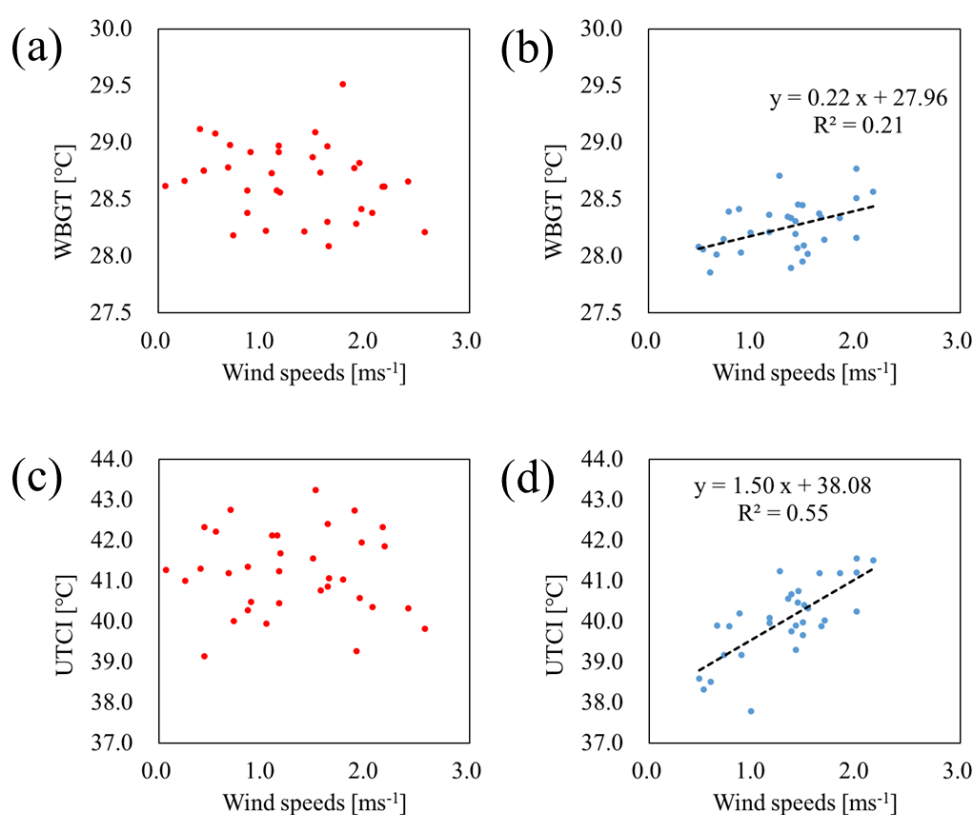 (a)
30.0
29.5
29.0
28.5
28.0
27.5
WBGT [℃]
0.0 1.0 2.0 3.0
Wind speeds [ms-1]
(b)
30.0
29.5
29.0
28.5
28.0
27.5
WBGT [℃]
y = 0.22 x + 27.96
R² = 0.21
0.0 1.0 2.0 3.0
Wind speeds [ms-1]
(c)
44.0
43.0
42.0
41.0
40.0
39.0
38.0
37.0
UTCI [℃]
0.0 1.0 2.0 3.0
Wind speeds [ms-1]
(d)
44.0
43.0
42.0
41.0
40.0
39.0
38.0
37.0
UTCI [℃]
y = 1.50 x + 38.08
R² = 0.55
0.0 1.0 2.0 3.0
Wind speeds [ms-1]